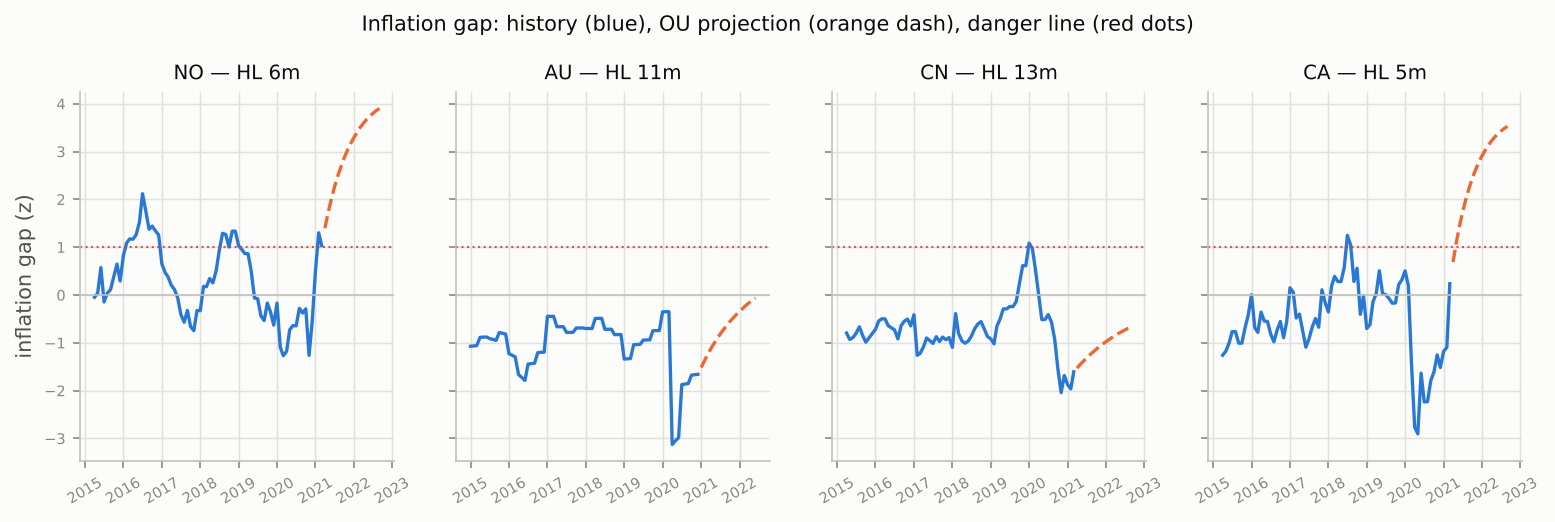 Inflation gap: history (blue), OU projection (orange dash), danger line (red dots)
NO — HL 6m
AU — HL 11m
CN — HL 13m
CA — HL 5m
inflation gap (z)
4
3
2
1
0
−1
−2
−3
2015 2016 2017 2018 2019 2020 2021 2022 2023
2015 2016 2017 2018 2019 2020 2021 2022
2015 2016 2017 2018 2019 2020 2021 2022 2023
2015 2016 2017 2018 2019 2020 2021 2022 2023